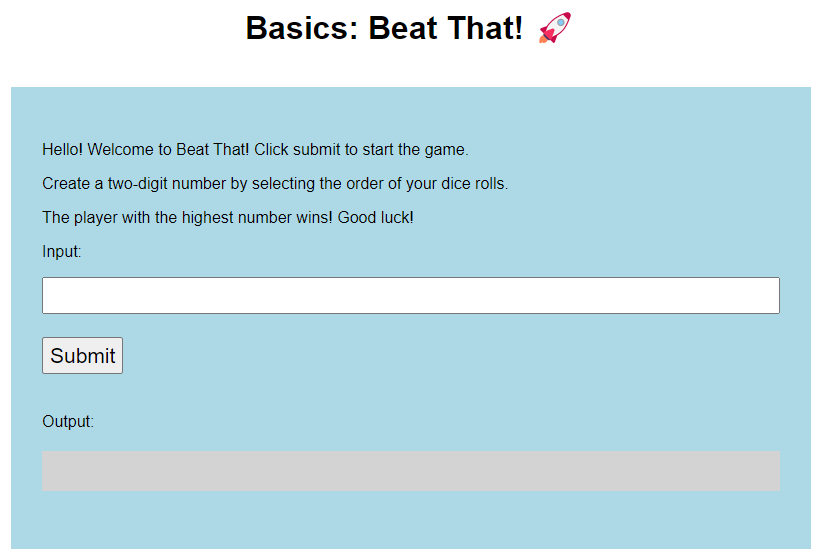 Basics: Beat That! 🚀
Hello! Welcome to Beat That! Click submit to start the game.
Create a two-digit number by selecting the order of your dice rolls.
The player with the highest number wins! Good luck!
Input:
Submit
Output: